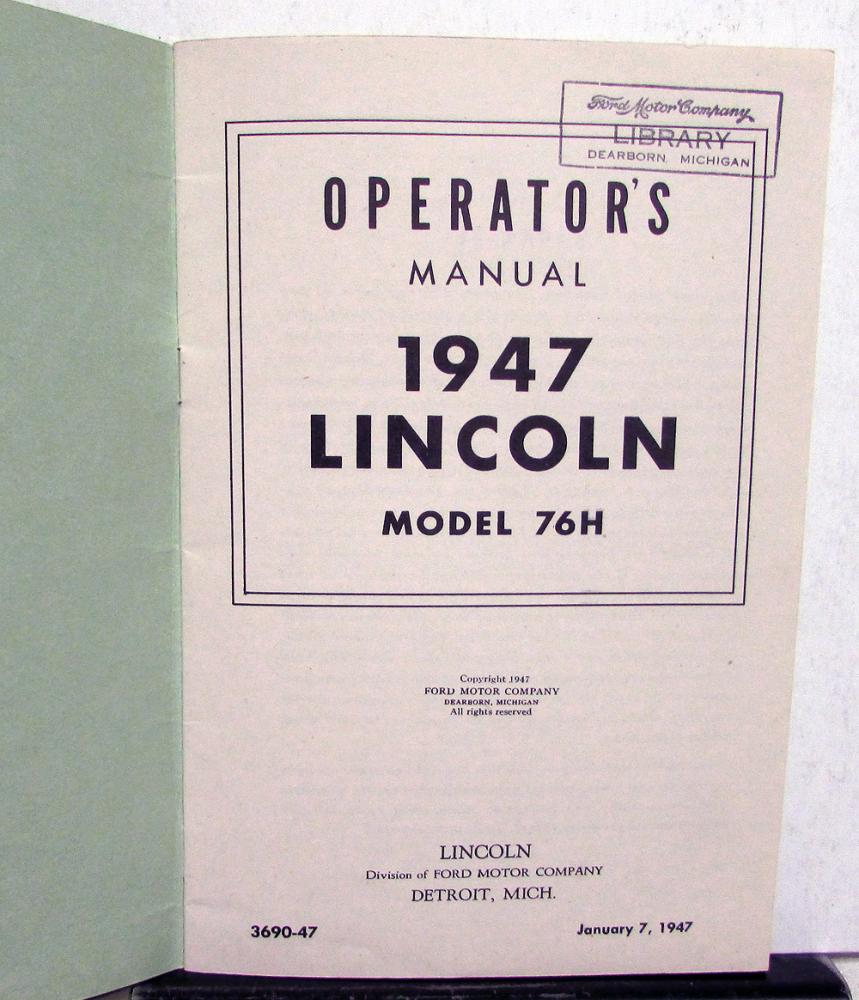 Ford Motor Company
LIBRARY
DEARBORN, MICHIGAN
OPERATOR'S
MANUAL
1947
LINCOLN
MODEL 76H
Copyright 1947
FORD MOTOR COMPANY
DEARBORN, MICHIGAN
All rights reserved
LINCOLN
Division of FORD MOTOR COMPANY
DETROIT, MICH.
3690-47 January 7, 1947